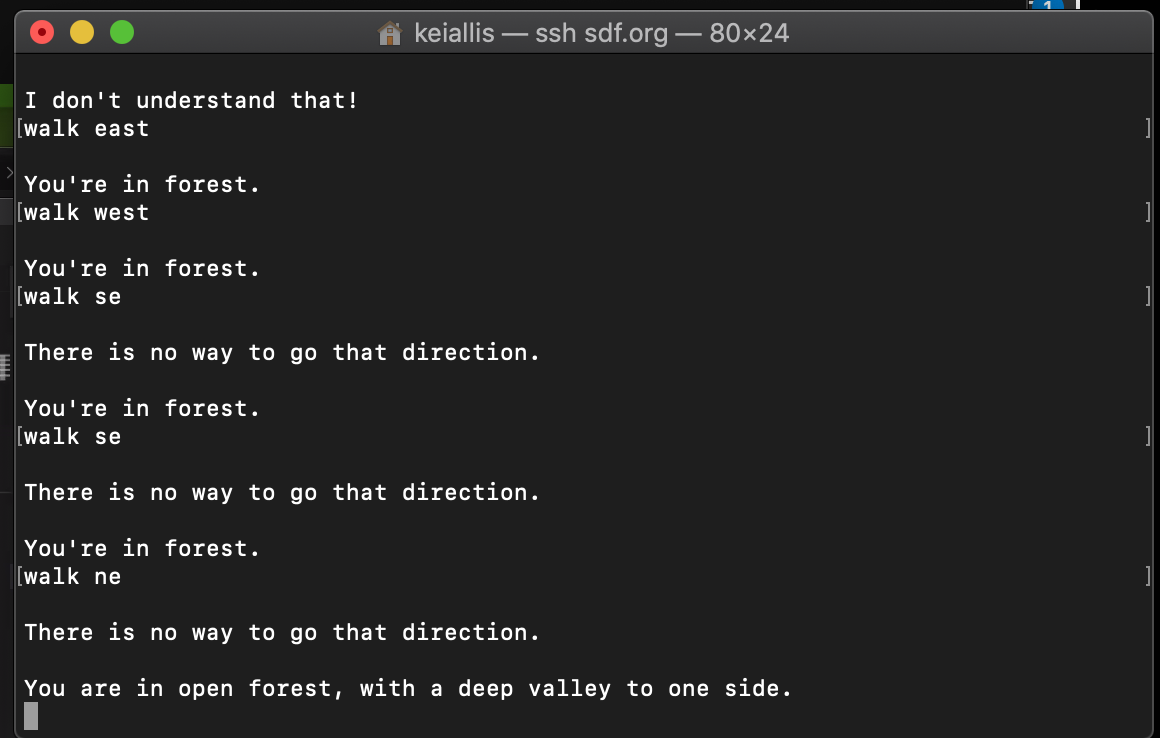 1
keiallis — ssh sdf.org — 80×24
I don't understand that!
[walk east ]
You're in forest.
[walk west ]
You're in forest.
[walk se ]
There is no way to go that direction.
You're in forest.
[walk se ]
There is no way to go that direction.
You're in forest.
[walk ne ]
There is no way to go that direction.
You are in open forest, with a deep valley to one side.